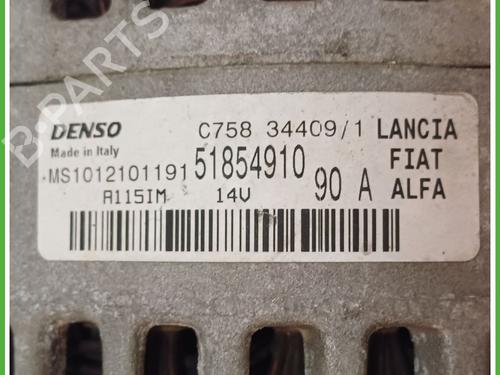 B-PARTS
DENSO C758 34409/1 LANCIA
Made in Italy FIAT
MS1012101191 51854910 90 A ALFA
A115IM 14V